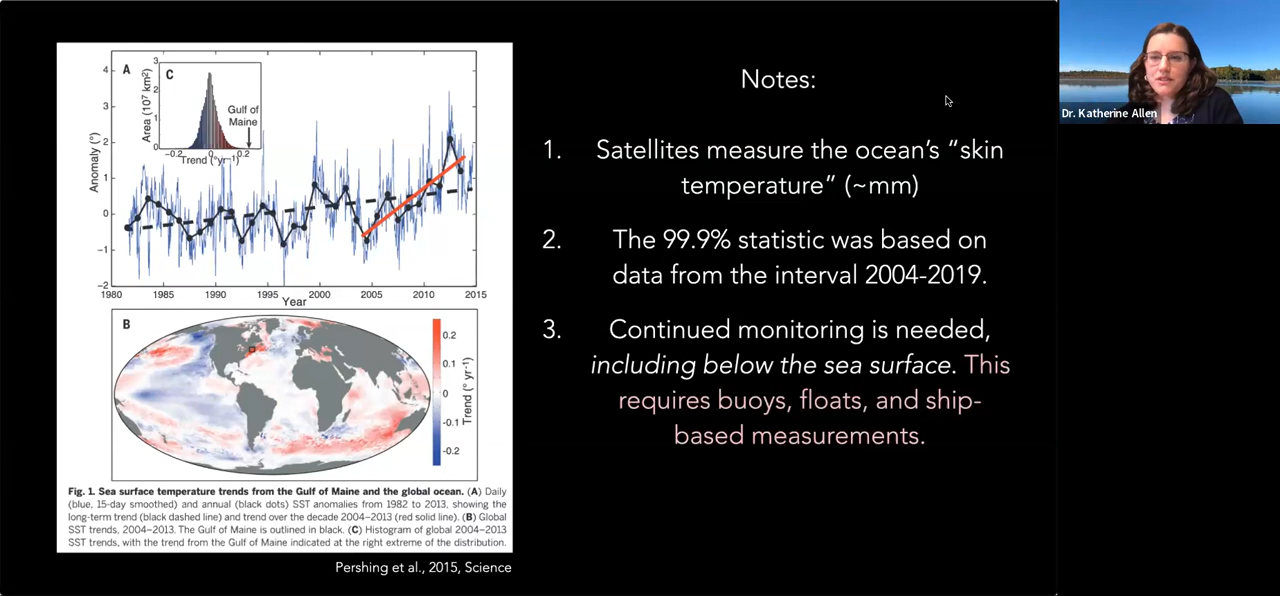 A
C
Area (10⁷ km²)
3
2
1
0
Gulf of
Maine
−0.2
0
0.2
Trend (°yr⁻¹)
Anomaly (°)
4
3
2
1
0
−1
−2
1980
1985
1990
1995
2000
2005
2010
2015
Year
B
0.2
0.1
0
-0.1
-0.2
Trend (° yr⁻¹)
Fig. 1. Sea surface temperature trends from the Gulf of Maine and the global ocean. (A) Daily
(blue, 15-day smoothed) and annual (black dots) SST anomalies from 1982 to 2013, showing the
long-term trend (black dashed line) and trend over the decade 2004–2013 (red solid line). (B) Global
SST trends, 2004–2013. The Gulf of Maine is outlined in black. (C) Histogram of global 2004–2013
SST trends, with the trend from the Gulf of Maine indicated at the right extreme of the distribution.
Pershing et al., 2015, Science
Notes:
1. Satellites measure the ocean’s “skin
temperature” (~mm)
2. The 99.9% statistic was based on
data from the interval 2004-2019.
3. Continued monitoring is needed,
including below the sea surface. This
requires buoys, floats, and ship-
based measurements.
Dr. Katherine Allen